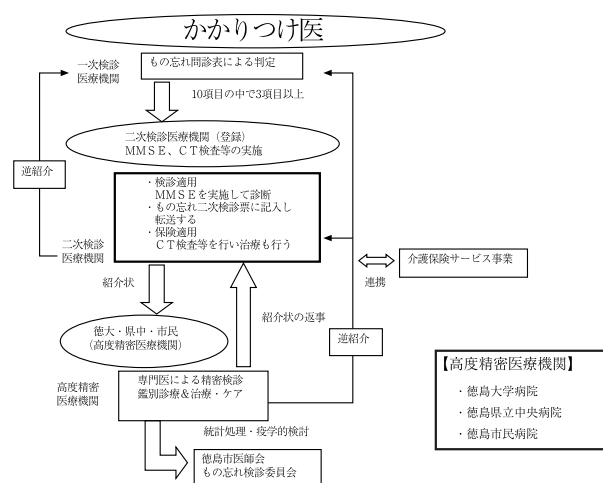 かかりつけ医
一次検診
医療機関
もの忘れ問診表による判定
10項目の中で3項目以上
二次検診医療機関（登録）
ＭＭＳＥ、ＣＴ検査等の実施
逆紹介
・検診適用
ＭＭＳＥを実施して診断
・もの忘れ二次検診票に記入し
転送する
・保険適用
ＣＴ検査等を行い治療も行う
二次検診
医療機関
介護保険サービス事業
連携
紹介状
紹介状の返事
徳大・県中・市民
（高度精密医療機関）
逆紹介
高度精密
医療機関
専門医による精密検診
鑑別診療＆治療・ケア
統計処理・疫学的検討
徳島市医師会
もの忘れ検診委員会
【高度精密医療機関】
・徳島大学病院
・徳島県立中央病院
・徳島市民病院